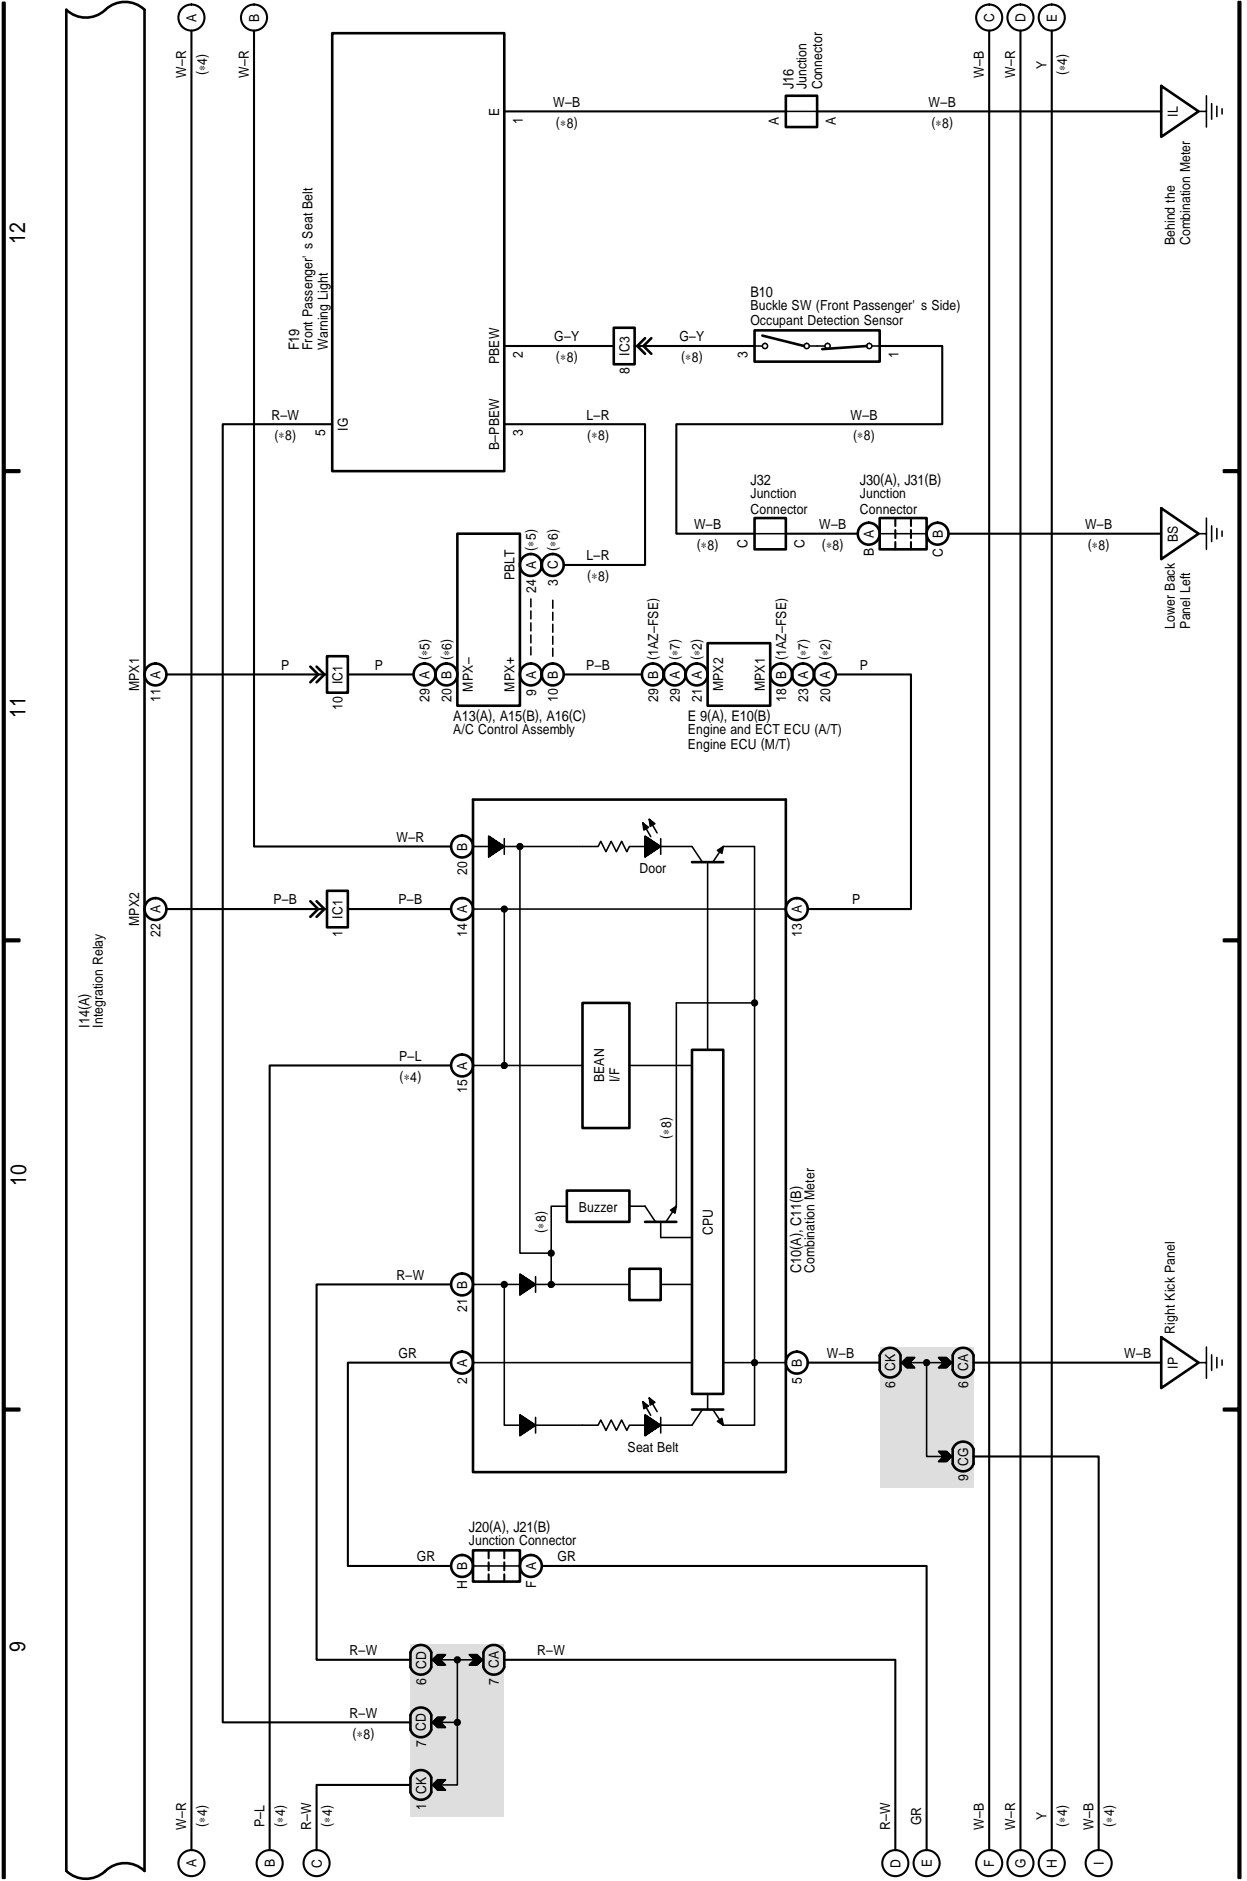 A
W–R
(∗4)
B
W–R
C
W–B
D
W–R
E
Y
(∗4)
12
F19
Front Passenger' s Seat Belt
Warning Light
E
1
W–B
(∗8)
A
J16
Junction
Connector
A
W–B
(∗8)
IL
Behind the
Combination Meter
PBEW
2
G–Y
(∗8)
IC3
8
G–Y
(∗8)
B10
Buckle SW (Front Passenger' s Side)
Occupant Detection Sensor
3
1
R–W
(∗8)
5
IG
B–PBEW
3
L–R
(∗8)
W–B
(∗8)
11
MPX1
A
11
P
IC1
10
P
A (∗5)
29
B (∗6)
20
MPX–
PBLT
A (∗5)
24
C (∗6)
3
L–R
(∗8)
MPX+
A
9
B
10
A13(A), A15(B), A16(C)
A/C Control Assembly
P–B
B (1AZ–FSE)
29
A (∗7)
29
A (∗2)
21
MPX2
MPX1
B (1AZ–FSE)
18
A (∗7)
23
A (∗2)
20
P
E 9(A), E10(B)
Engine and ECT ECU (A/T)
Engine ECU (M/T)
W–B
(∗8)
J32
Junction
Connector
C
C
W–B
(∗8)
J30(A), J31(B)
Junction
Connector
A
B
B
C
W–B
(∗8)
BS
Lower Back
Panel Left
W–R
B
20
Door
MPX2
A
22
P–B
IC1
1
P–B
A
14
A
13
P
I14(A)
Integration Relay
10
P–L
(∗4)
A
15
BEAN
I/F
(∗8)
Buzzer
(∗8)
CPU
C10(A), C11(B)
Combination Meter
R–W
B
21
GR
A
2
B
5
W–B
CK
6
CA
6
W–B
IP
Right Kick Panel
Seat Belt
CG
9
J20(A), J21(B)
Junction Connector
GR
B
H
A
F
GR
9
R–W
CD
6
CA
7
R–W
R–W
(∗8)
CD
7
CK
1
W–R
(∗4)
A
P–L
(∗4)
B
R–W
(∗4)
C
R–W
D
GR
E
W–B
F
W–R
G
Y
(∗4)
H
W–B
(∗4)
I